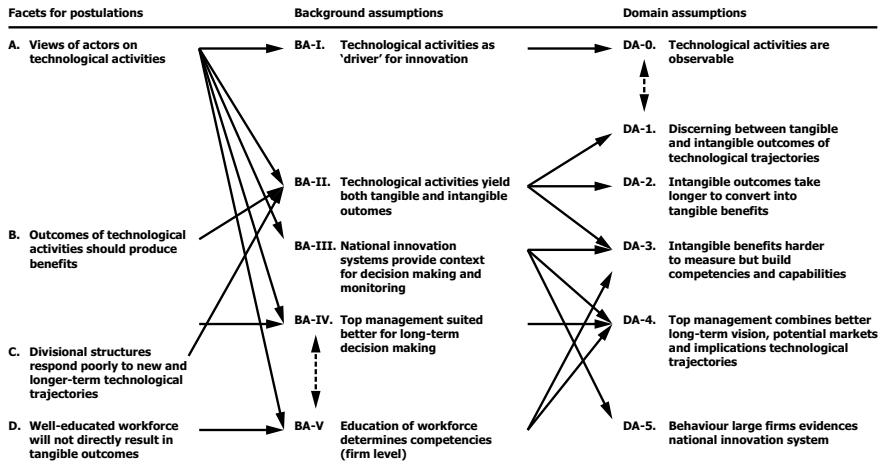 Facets for postulations
Background assumptions
Domain assumptions
A. Views of actors on
technological activities
BA-I. Technological activities as
‘driver’ for innovation
DA-0. Technological activities are
observable
DA-1. Discerning between tangible
and intangible outcomes of
technological trajectories
BA-II. Technological activities yield
both tangible and intangible
outcomes
DA-2. Intangible outcomes take
longer to convert into
tangible benefits
B. Outcomes of technological
activities should produce
benefits
BA-III. National innovation
systems provide context
for decision making and
monitoring
DA-3. Intangible benefits harder
to measure but build
competencies and capabilities
BA-IV. Top management suited
better for long-term
decision making
DA-4. Top management combines better
long-term vision, potential markets
and implications technological
trajectories
C. Divisional structures
respond poorly to new and
longer-term technological
trajectories
D. Well-educated workforce
will not directly result in
tangible outcomes
BA-V Education of workforce
determines competencies
(firm level)
DA-5. Behaviour large firms evidences
national innovation system